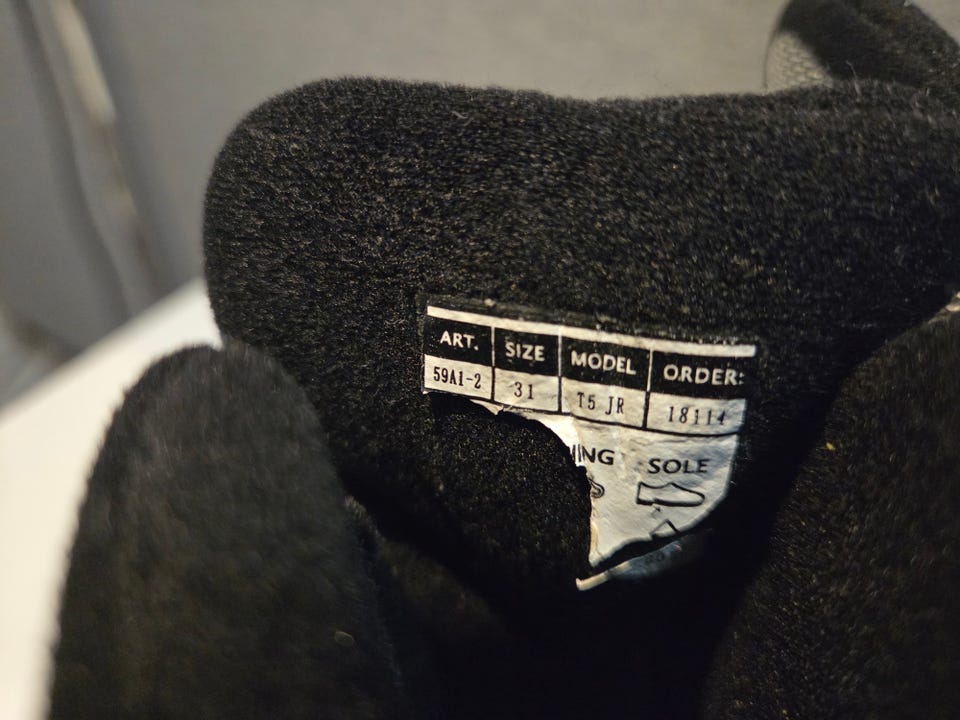 ART. SIZE MODEL ORDER:
59A1-2 31 T5 JR 18114
ING SOLE